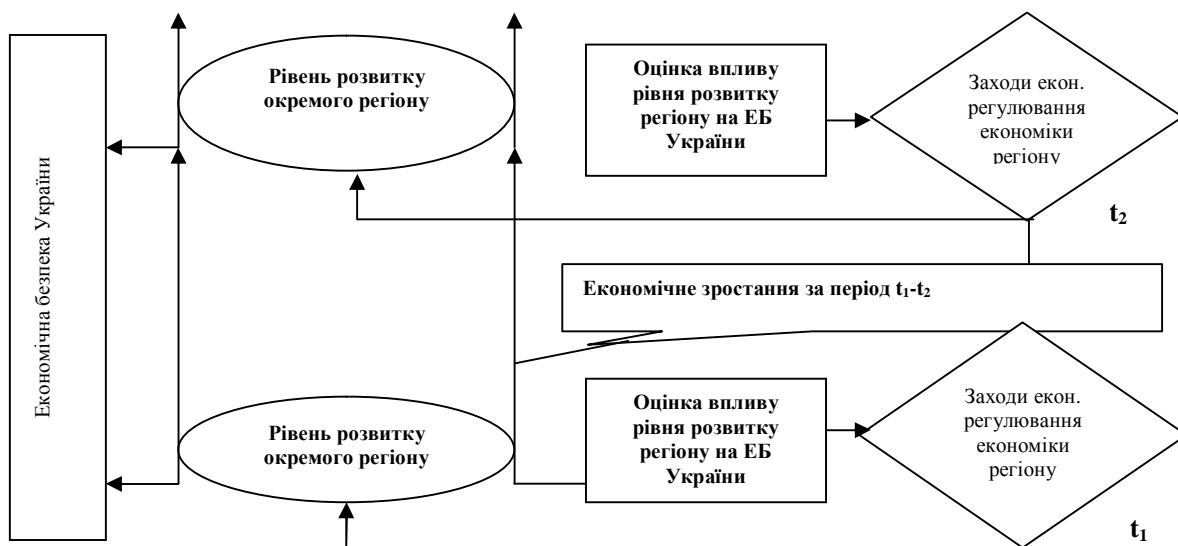 Економічна безпека України
Рівень розвитку
окремого регіону
Оцінка впливу
рівня розвитку
регіону на ЕБ
України
Заходи екон.
регулювання
економіки
регіону
t₂
Економічне зростання за період t₁-t₂
Рівень розвитку
окремого регіону
Оцінка впливу
рівня розвитку
регіону на ЕБ
України
Заходи екон.
регулювання
економіки
регіону
t₁